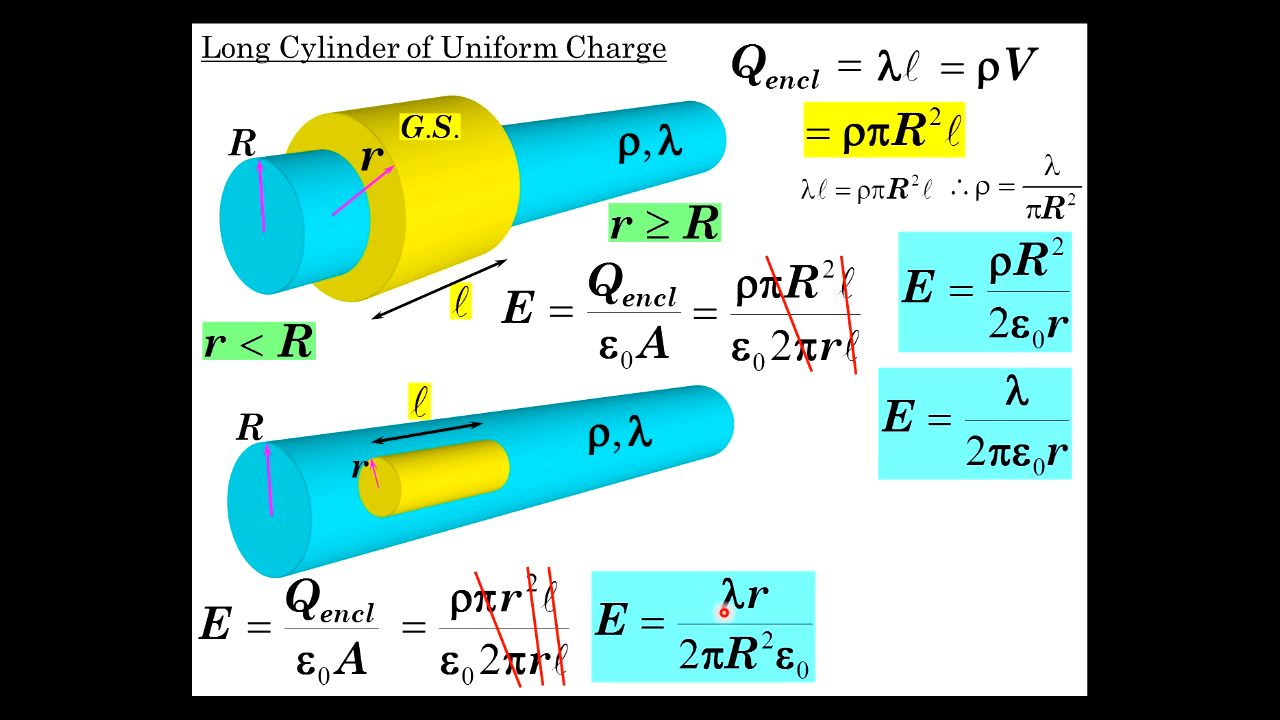 Long Cylinder of Uniform Charge
Q_encl = λℓ = ρV
= ρπR²ℓ
λℓ = ρπR²ℓ ∴ ρ = λ / πR²
R
r
G.S.
ρ, λ
r ≥ R
ℓ
E = Q_encl / ε₀A = ρπR²ℓ / ε₀2πrℓ
E = ρR² / 2ε₀r
E = λ / 2πε₀r
r < R
R
r
ℓ
ρ, λ
E = Q_encl / ε₀A = ρπr²ℓ / ε₀2πrℓ
E = λr / 2πR²ε₀